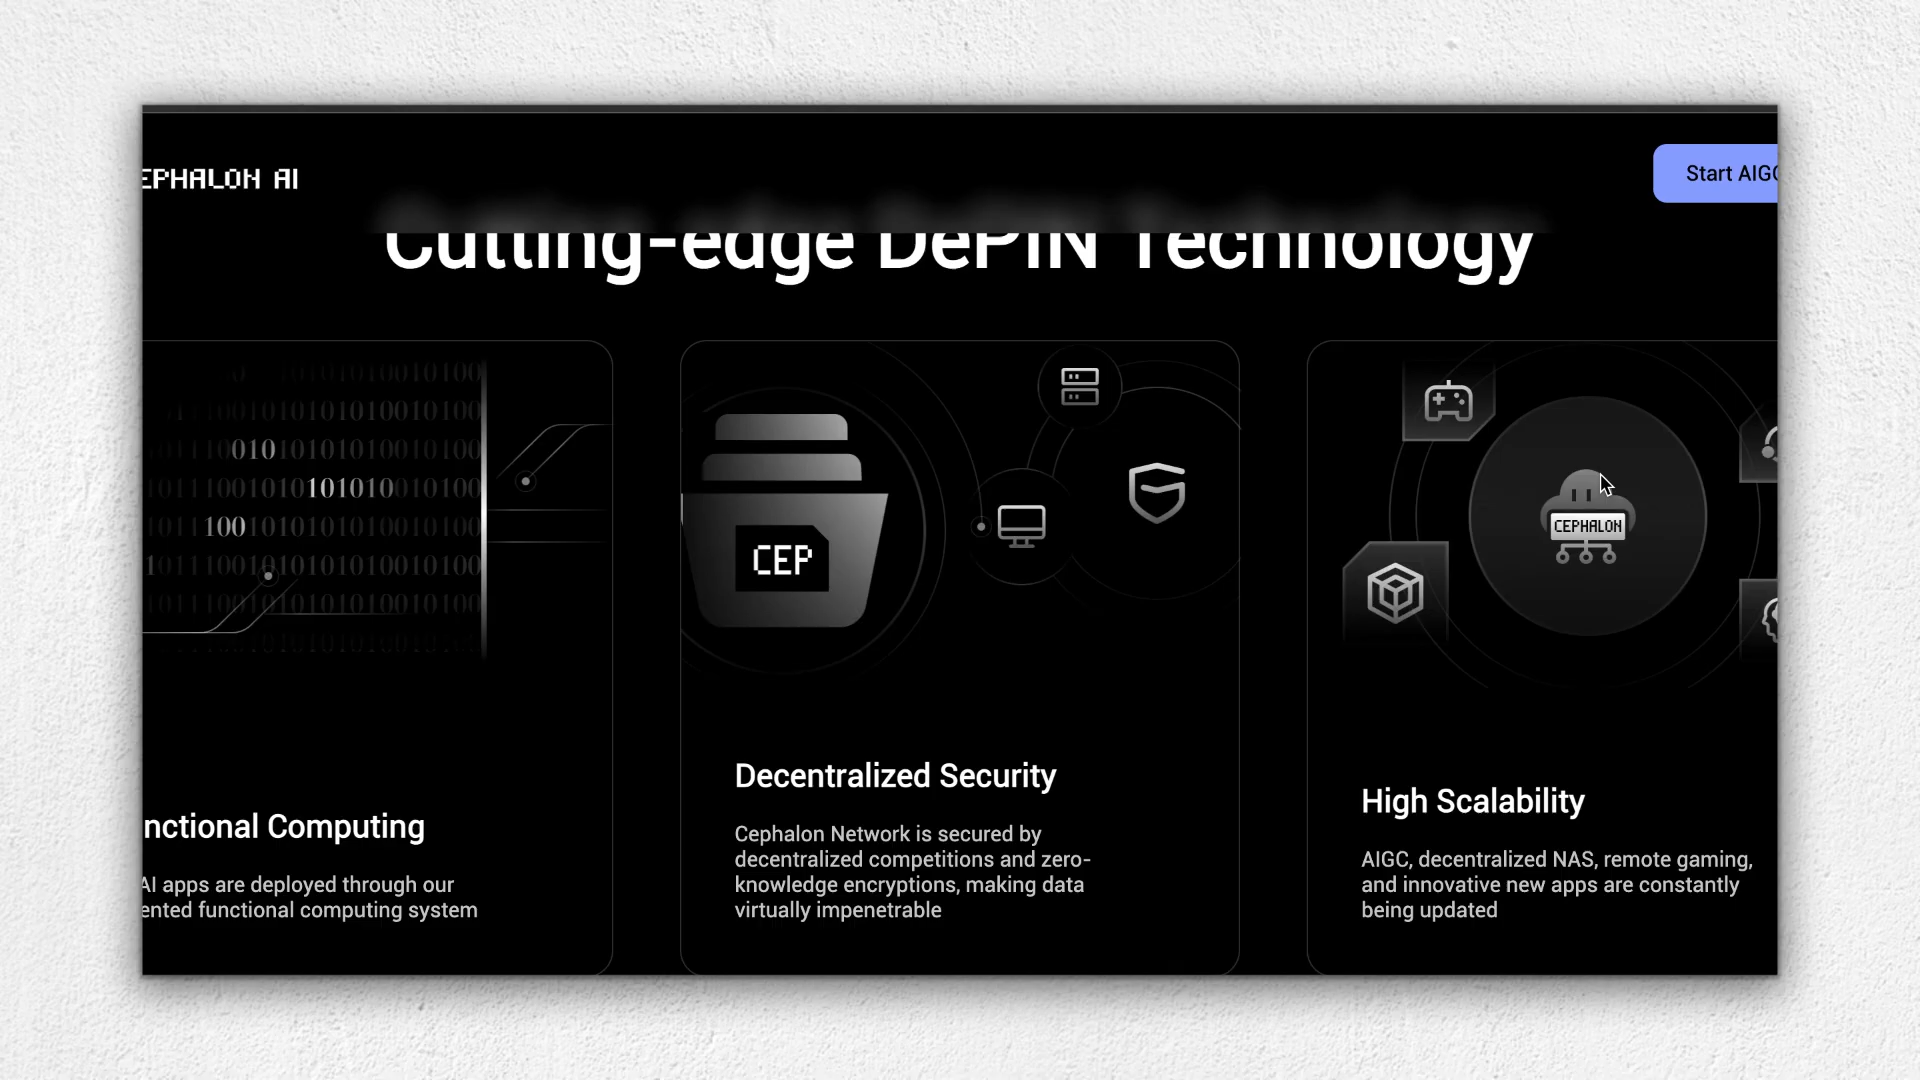 EPHALON AI
Start AIGC
Cutting-edge DePIN Technology
010
101010
100
CEP
CEPHALON
nctional Computing
AI apps are deployed through our
ented functional computing system
Decentralized Security
Cephalon Network is secured by
decentralized competitions and zero-
knowledge encryptions, making data
virtually impenetrable
High Scalability
AIGC, decentralized NAS, remote gaming,
and innovative new apps are constantly
being updated